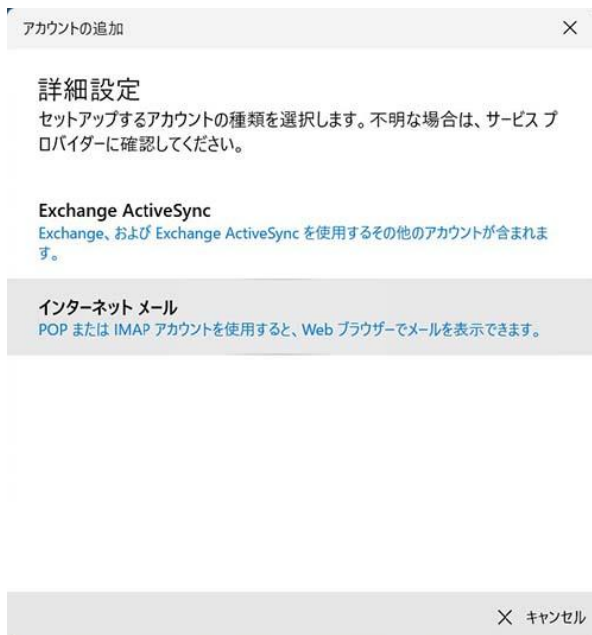 アカウントの追加
詳細設定
セットアップするアカウントの種類を選択します。不明な場合は、サービス プ
ロバイダーに確認してください。
Exchange ActiveSync
Exchange、および Exchange ActiveSync を使用するその他のアカウントが含まれま
す。
インターネット メール
POP または IMAP アカウントを使用すると、Web ブラウザーでメールを表示できます。
キャンセル